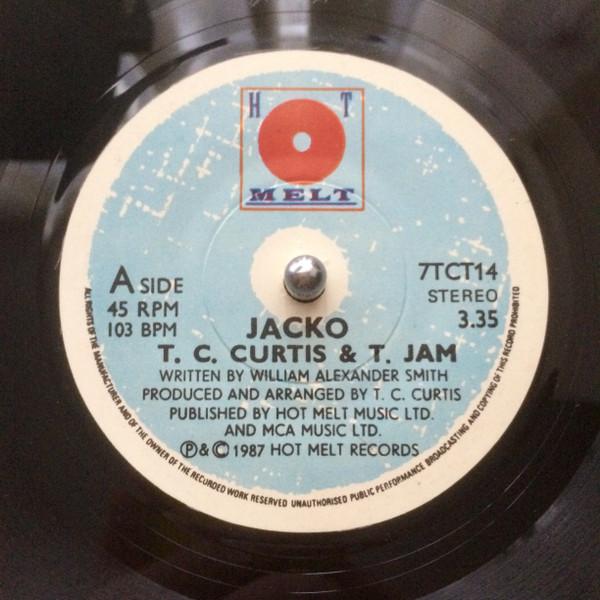 H T
MELT
A SIDE
45 RPM
103 BPM
7TCT14
STEREO
3.35
JACKO
T. C. CURTIS & T. JAM
WRITTEN BY WILLIAM ALEXANDER SMITH
PRODUCED AND ARRANGED BY T. C. CURTIS
PUBLISHED BY HOT MELT MUSIC LTD.
AND MCA MUSIC LTD.
℗&© 1987 HOT MELT RECORDS
ALL RIGHTS OF THE MANUFACTURER AND OF THE OWNER OF THE RECORDED WORK RESERVED UNAUTHORISED PUBLIC PERFORMANCE BROADCASTING AND COPYING OF THIS RECORD PROHIBITED